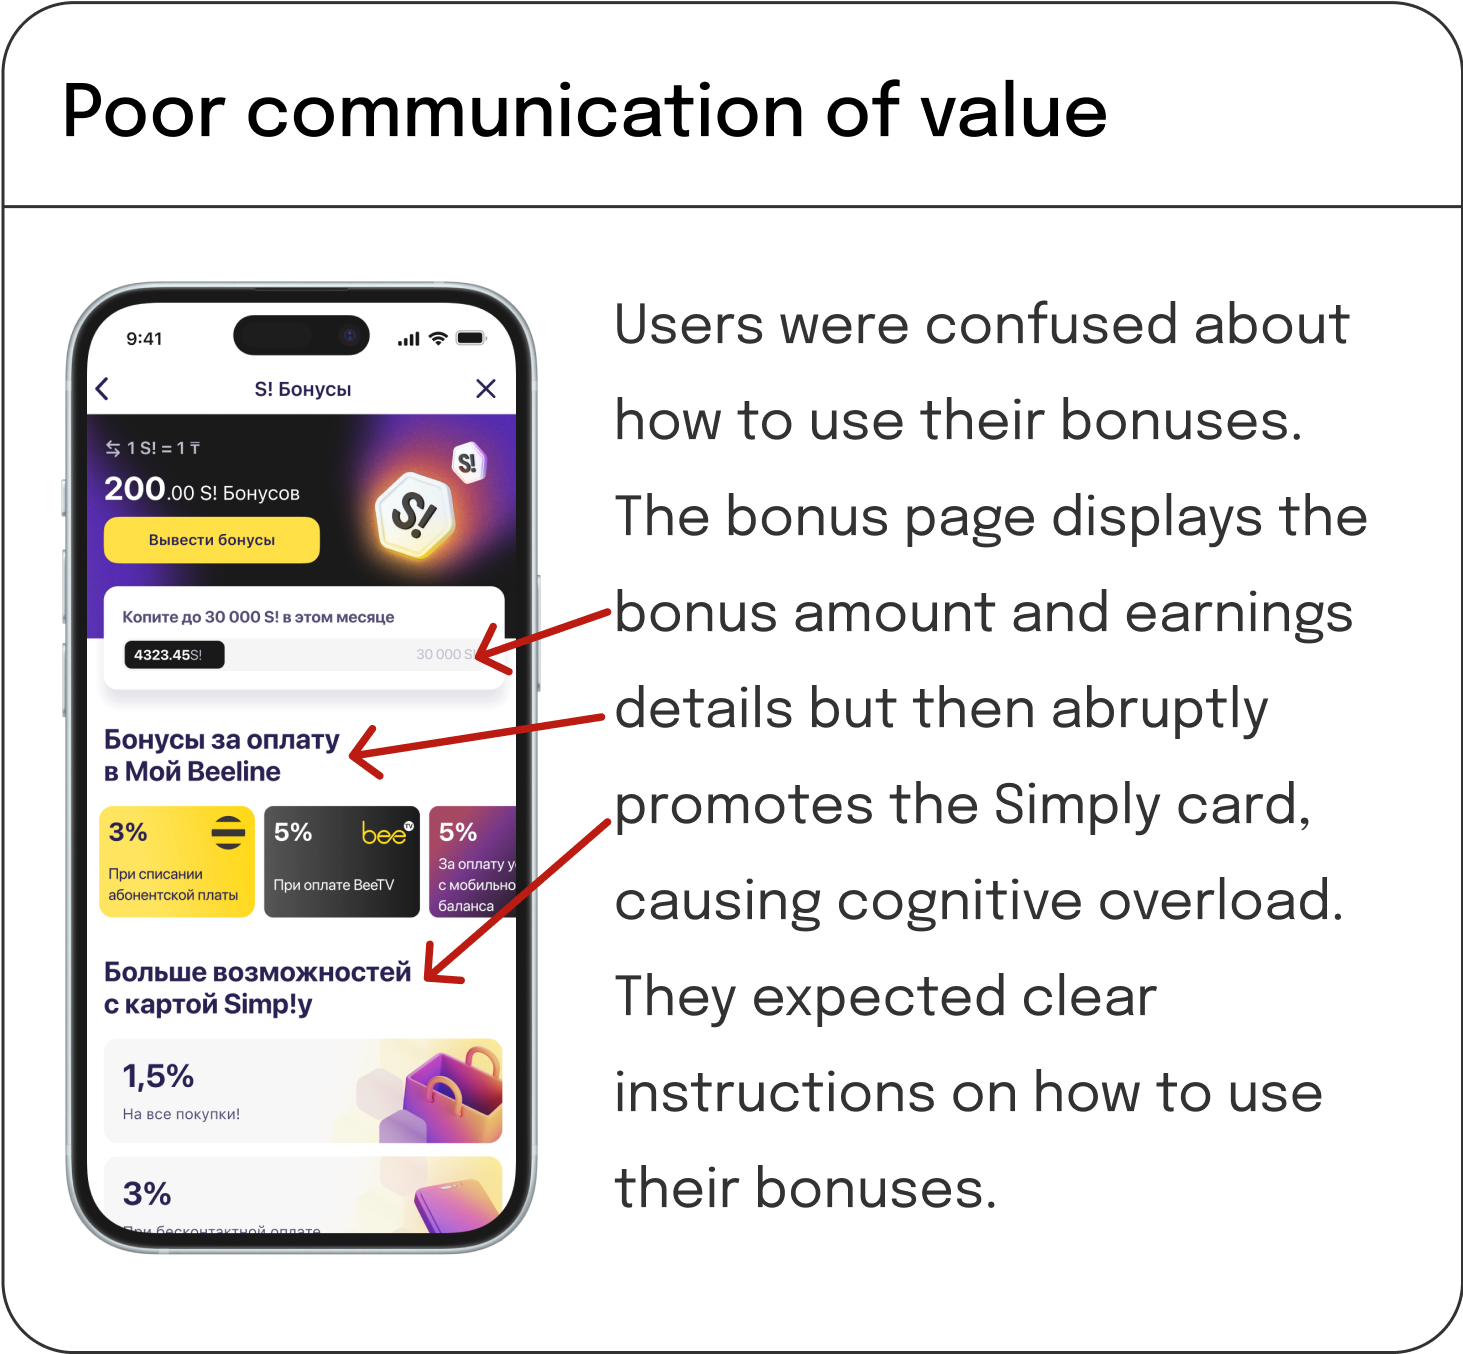 Poor communication of value
9:41
S! Бонусы
1 S! = 1 ₸
200.00 S! Бонусов
S!
S!
Вывести бонусы
Копите до 30 000 S! в этом месяце
4323.45S!
30 000 S!
Бонусы за оплату
в Мой Beeline
3%
При списании
абонентской платы
5%
bee TV
При оплате BeeTV
5%
За оплату у
с мобильно
баланса
Больше возможностей
с картой Simp!y
1,5%
На все покупки!
3%
При бесконтактной оплате
Users were confused about
how to use their bonuses.
The bonus page displays the
bonus amount and earnings
details but then abruptly
promotes the Simply card,
causing cognitive overload.
They expected clear
instructions on how to use
their bonuses.